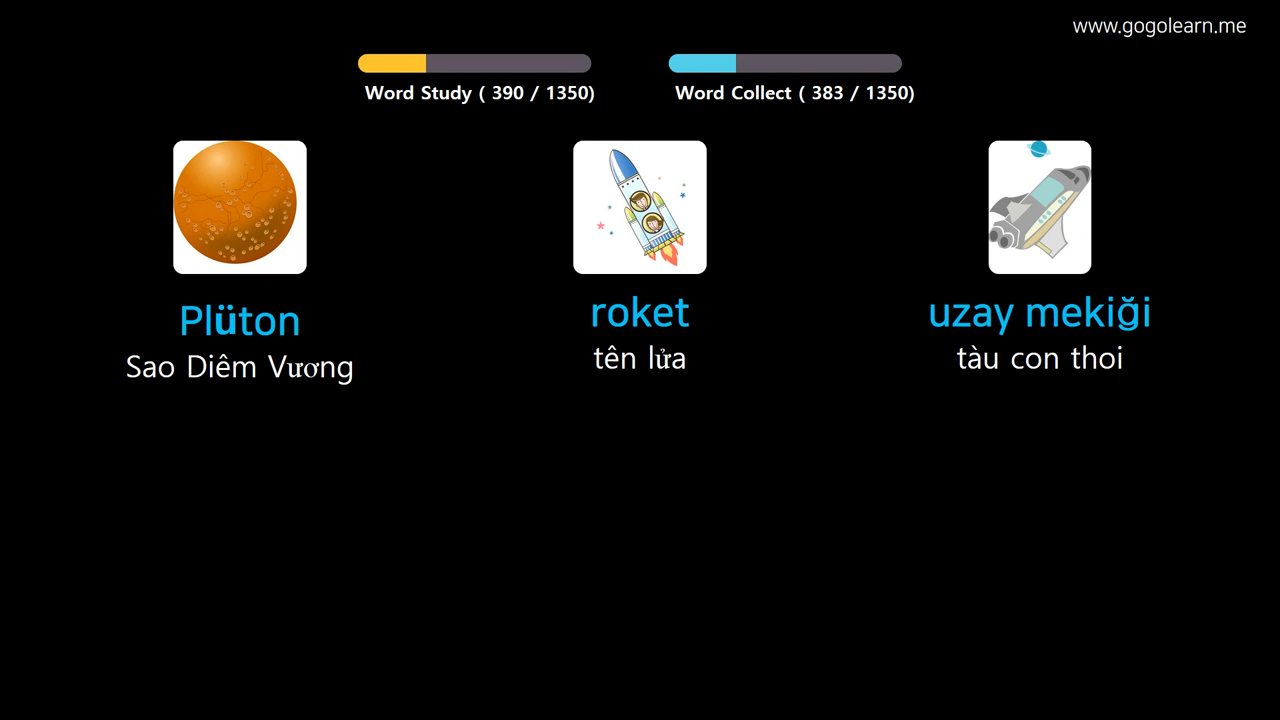 www.gogolearn.me
Word Study ( 390 / 1350)
Word Collect ( 383 / 1350)
Plüton
Sao Diêm Vương
roket
tên lửa
uzay mekiği
tàu con thoi